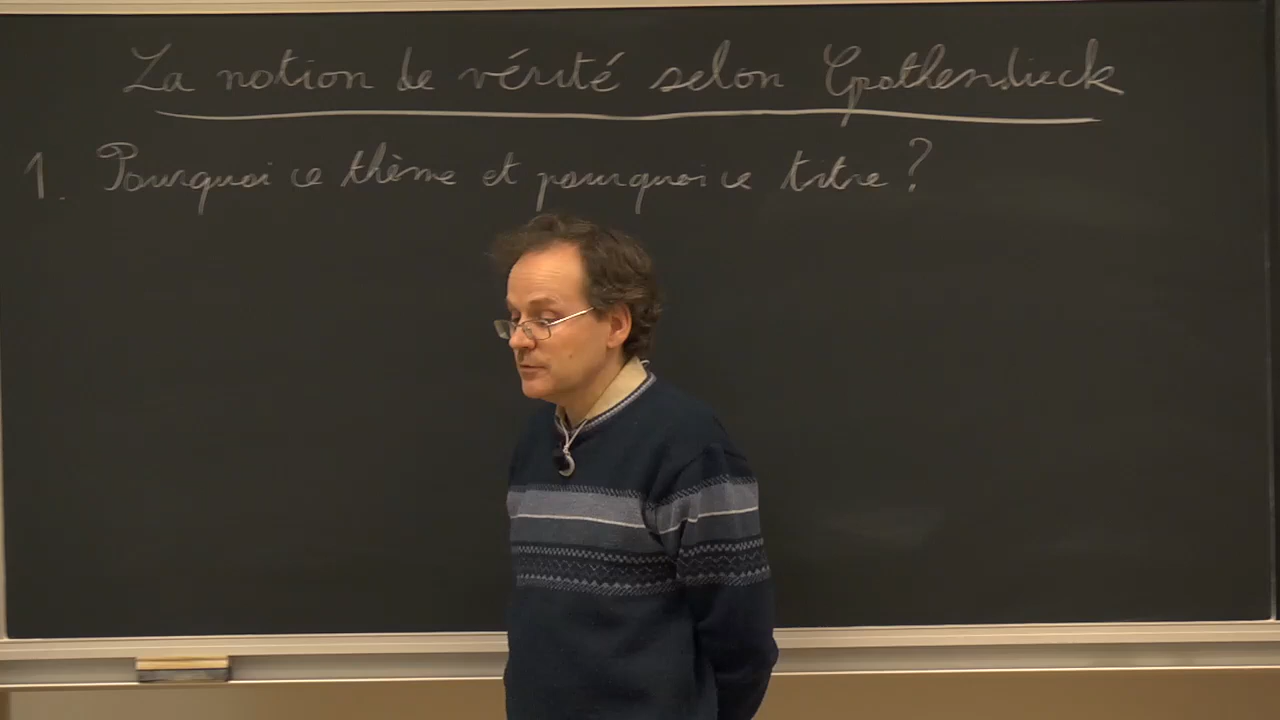 La notion de vérité selon Grothendieck
1. Pourquoi ce thème et pourquoi ce titre ?